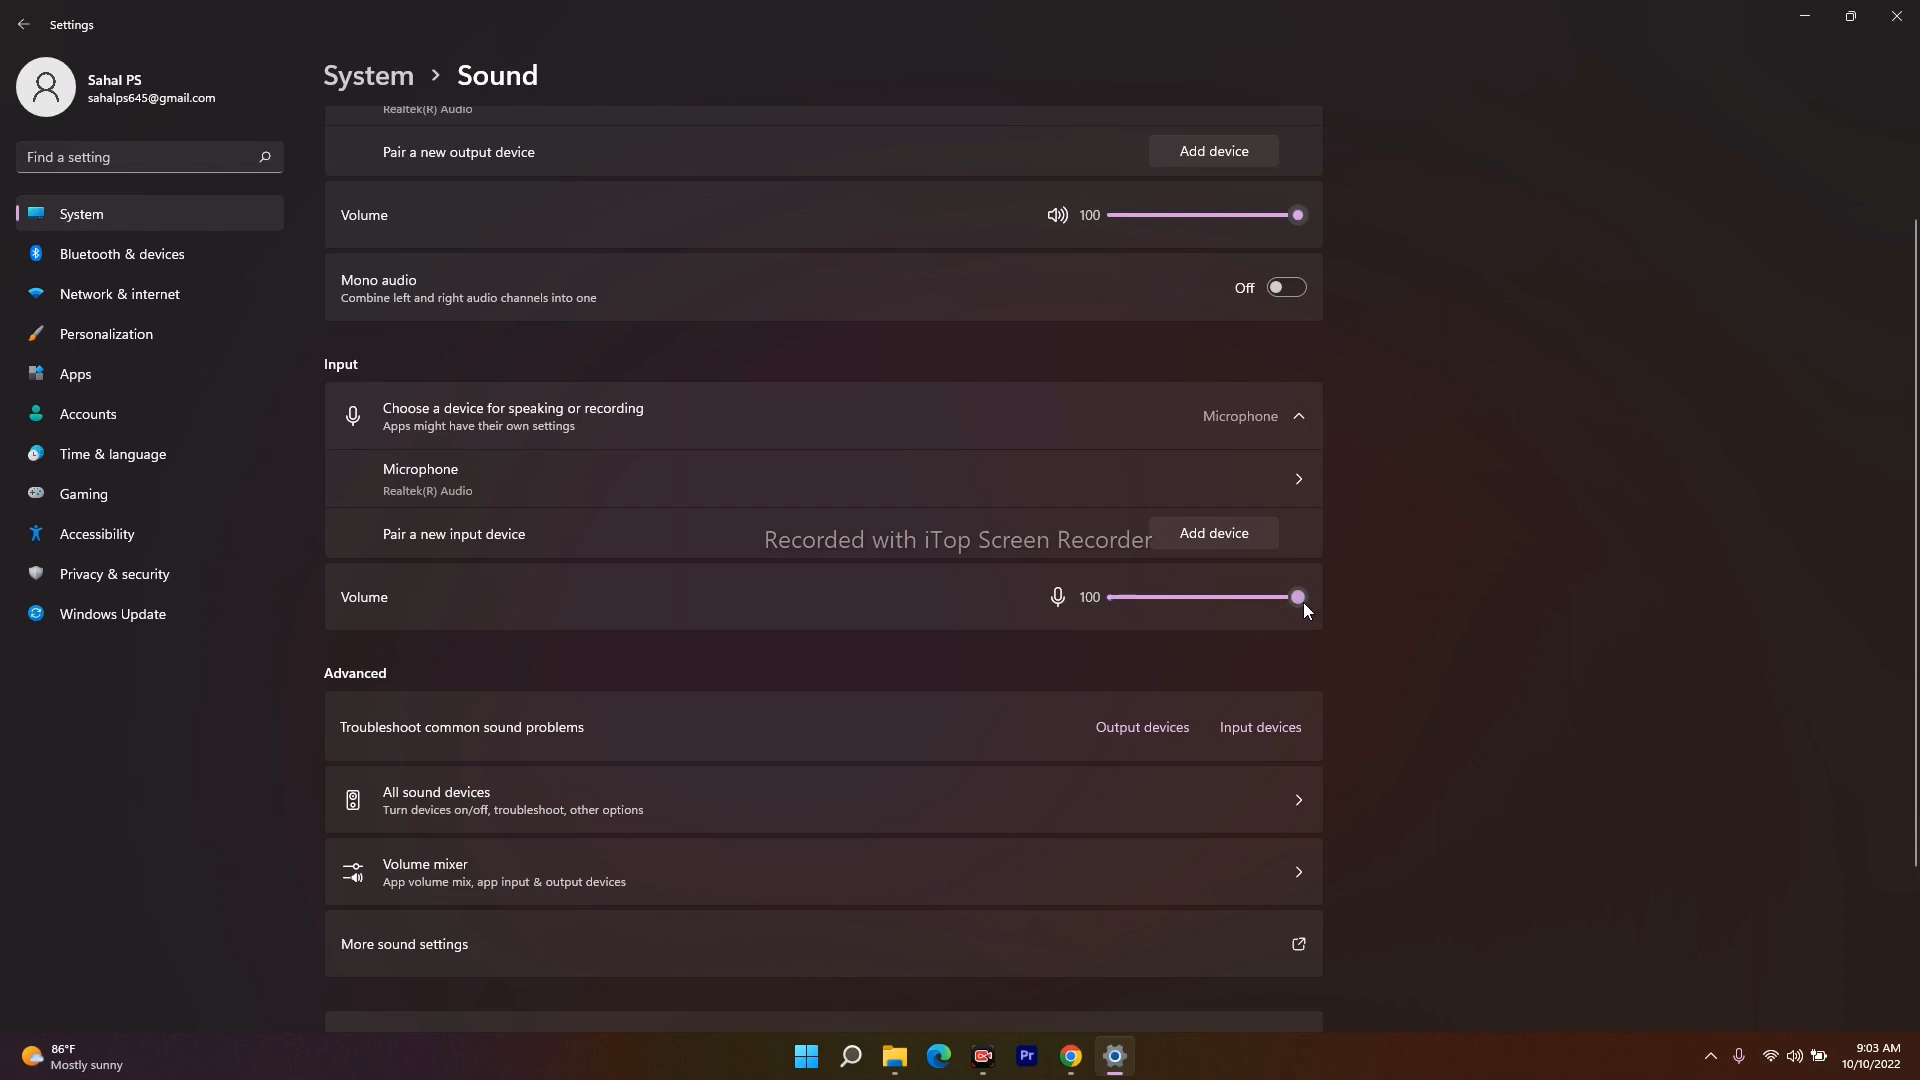 Settings
Sahal PS
sahalps645@gmail.com
Find a setting
System
Bluetooth & devices
Network & internet
Personalization
Apps
Accounts
Time & language
Gaming
Accessibility
Privacy & security
Windows Update
System > Sound
Realtek(R) Audio
Pair a new output device
Add device
Volume
100
Mono audio
Combine left and right audio channels into one
Off
Input
Choose a device for speaking or recording
Apps might have their own settings
Microphone
Microphone
Realtek(R) Audio
Pair a new input device
Add device
Recorded with iTop Screen Recorder
Volume
100
Advanced
Troubleshoot common sound problems
Output devices
Input devices
All sound devices
Turn devices on/off, troubleshoot, other options
Volume mixer
App volume mix, app input & output devices
More sound settings
86°F
Mostly sunny
Pr
9:03 AM
10/10/2022